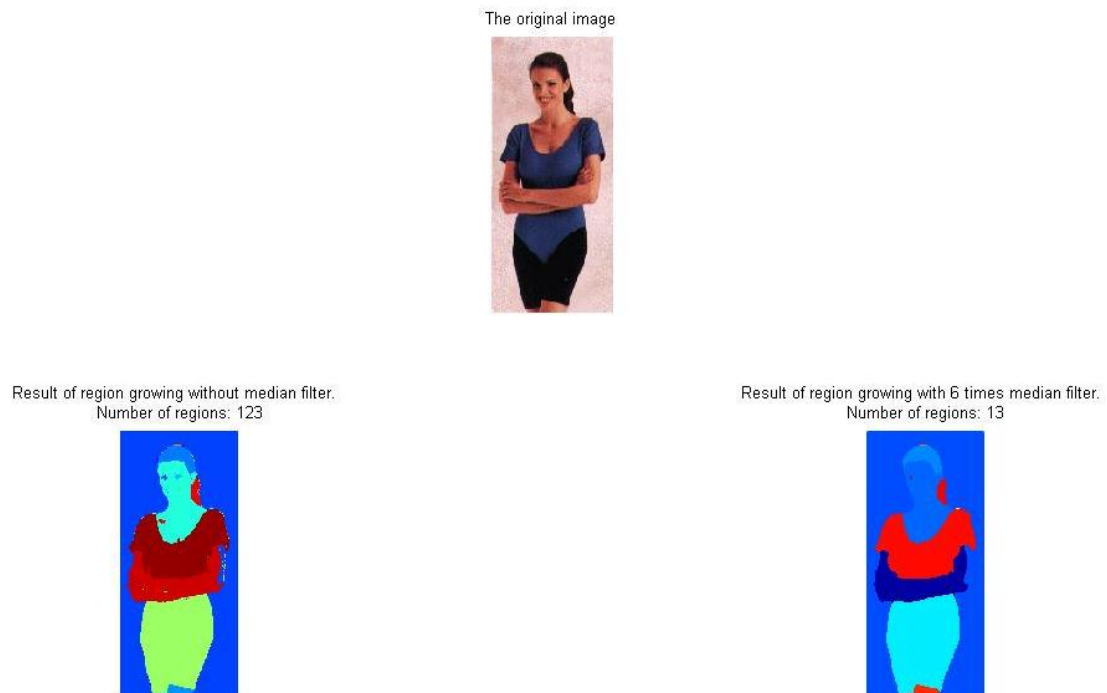 The original image
Result of region growing without median filter.
Number of regions: 123
Result of region growing with 6 times median filter.
Number of regions: 13